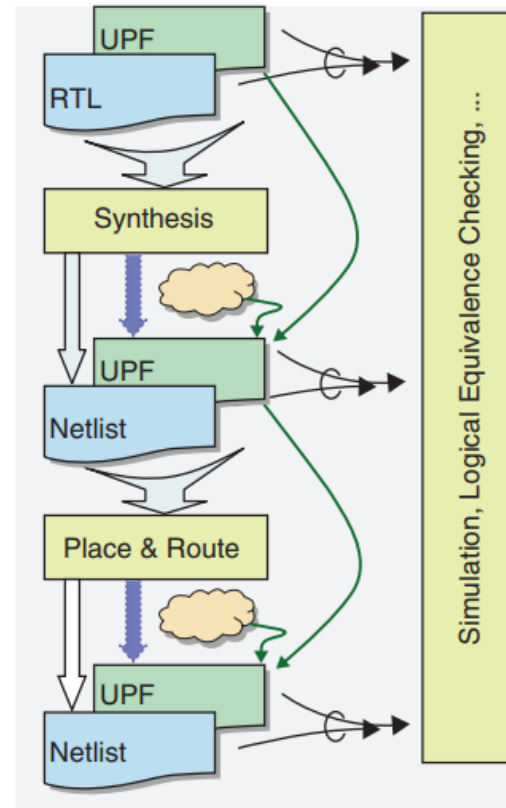 UPF
RTL
Synthesis
UPF
Netlist
Place & Route
UPF
Netlist
Simulation, Logical Equivalence Checking, ...